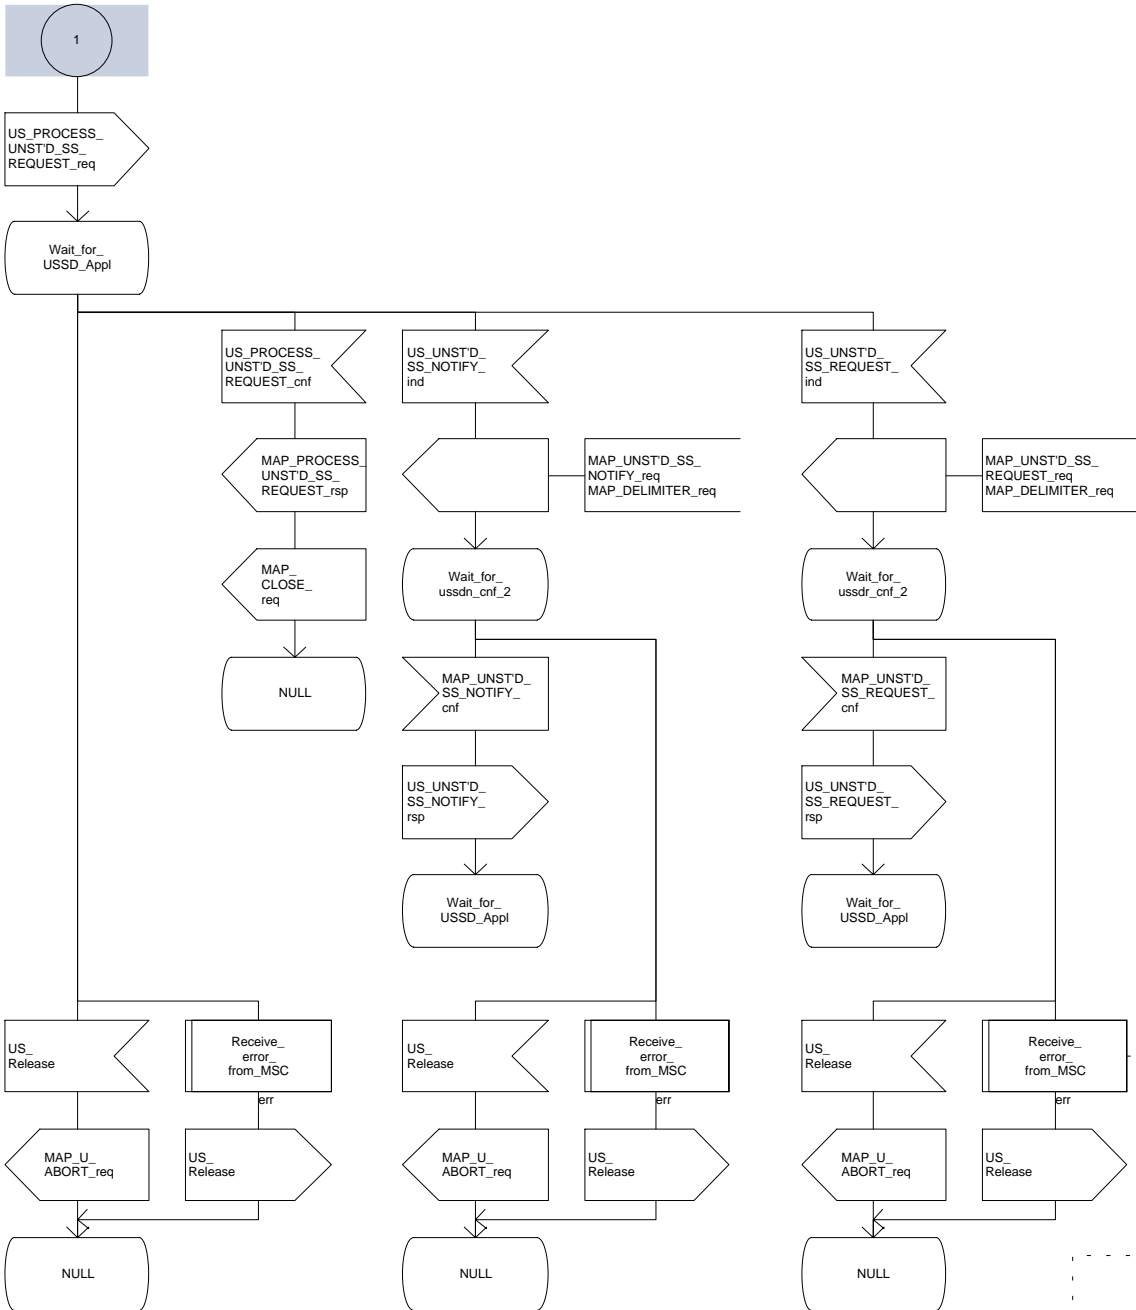 1
US_PROCESS_
UNST'D_SS_
REQUEST_req
Wait_for_
USSD_Appl
US_PROCESS_
UNST'D_SS_
REQUEST_cnf
US_UNST'D_
SS_NOTIFY_
ind
US_UNST'D_
SS_REQUEST_
ind
MAP_PROCESS_
UNST'D_SS_
REQUEST_rsp
MAP_UNST'D_SS_
NOTIFY_req
MAP_DELIMITER_req
MAP_UNST'D_SS_
REQUEST_req
MAP_DELIMITER_req
MAP_
CLOSE_
req
Wait_for_
ussdn_cnf_2
Wait_for_
ussdr_cnf_2
NULL
MAP_UNST'D_
SS_NOTIFY_
cnf
MAP_UNST'D_
SS_REQUEST_
cnf
US_UNST'D_
SS_NOTIFY_
rsp
US_UNST'D_
SS_REQUEST_
rsp
Wait_for_
USSD_Appl
Wait_for_
USSD_Appl
US_
Release
Receive_
error_
from_MSC
err
US_
Release
Receive_
error_
from_MSC
err
US_
Release
Receive_
error_
from_MSC
err
MAP_U_
ABORT_req
US_
Release
MAP_U_
ABORT_req
US_
Release
MAP_U_
ABORT_req
US_
Release
NULL
NULL
NULL